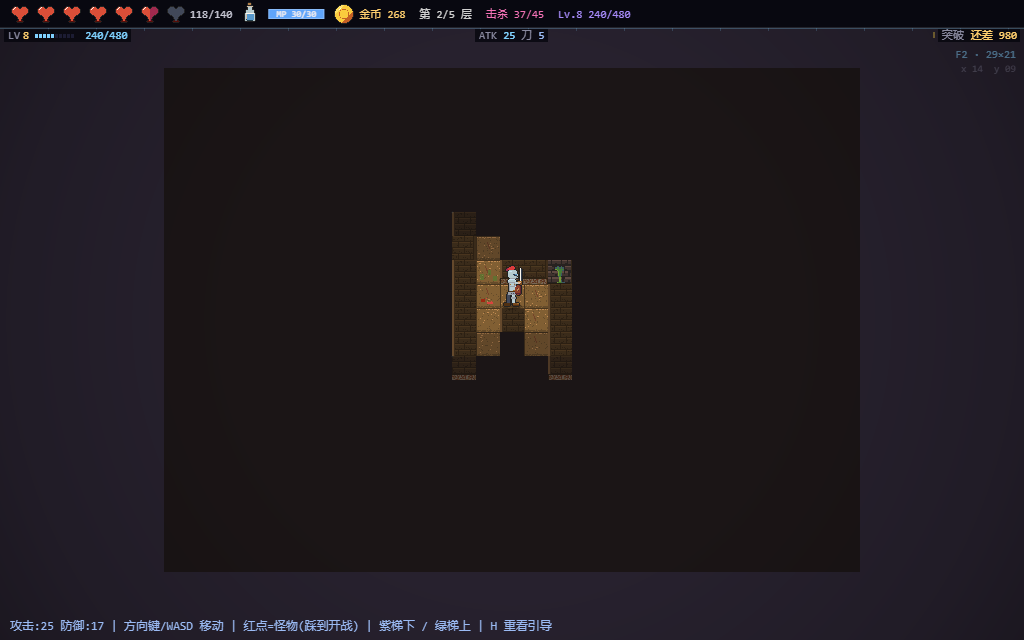 118/140 MP 30/30 金币 268 第 2/5 层 击杀 37/45 Lv.8 240/480
LV 8 240/480 ATK 25 刀 5 突破 还差 980
F2 · 29×21
x 14 y 09
攻击:25 防御:17 | 方向键/WASD 移动 | 红点=怪物(踩到开战) | 紫梯下 / 绿梯上 | H 重看引导